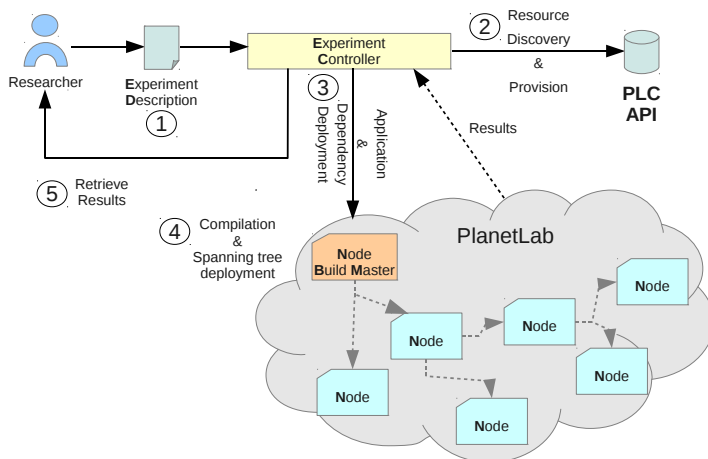 Researcher
Experiment
Description
1
Experiment
Controller
2
Resource
Discovery
&
Provision
PLC
API
3
Application
&
Dependency
Deployment
Results
5
Retrieve
Results
4
Compilation
&
Spanning tree
deployment
PlanetLab
Node
Build Master
Node
Node
Node
Node
Node
Node